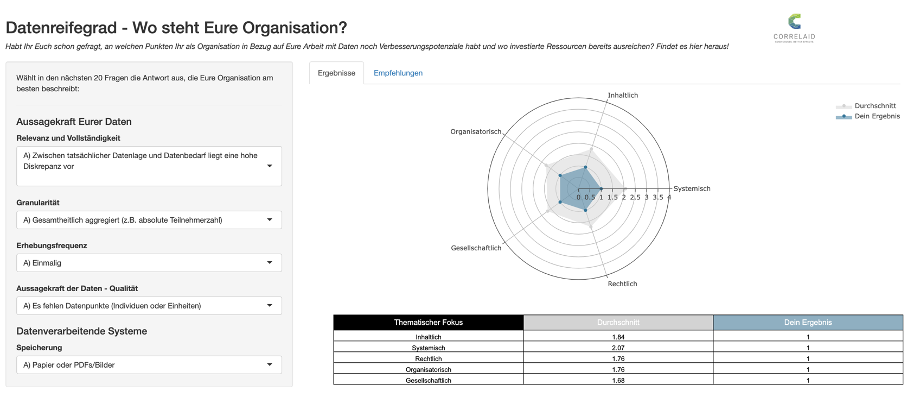 Datenreifegrad - Wo steht Eure Organisation?
Habt Ihr Euch schon gefragt, an welchen Punkten Ihr als Organisation in Bezug auf Eure Arbeit mit Daten noch Verbesserungspotenziale habt und wo investierte Ressourcen bereits ausreichen? Findet es hier heraus!
CORRELAID
Wählt in den nächsten 20 Fragen die Antwort aus, die Eure Organisation am
besten beschreibt:
Aussagekraft Eurer Daten
Relevanz und Vollständigkeit
A) Zwischen tatsächlicher Datenlage und Datenbedarf liegt eine hohe
Diskrepanz vor
Granularität
A) Gesamtheitlich aggregiert (z.B. absolute Teilnehmerzahl)
Erhebungsfrequenz
A) Einmalig
Aussagekraft der Daten - Qualität
A) Es fehlen Datenpunkte (Individuen oder Einheiten)
Datenverarbeitende Systeme
Speicherung
A) Papier oder PDFs/Bilder
Ergebnisse Empfehlungen
Inhaltlich
Organisatorisch
Systemisch
Gesellschaftlich
Rechtlich
0 0.5 1 1.5 2 2.5 3 3.5 4
Durchschnitt
Dein Ergebnis
Thematischer Fokus Durchschnitt Dein Ergebnis
Inhaltlich 1.84 1
Systemisch 2.07 1
Rechtlich 1.76 1
Organisatorisch 1.76 1
Gesellschaftlich 1.68 1